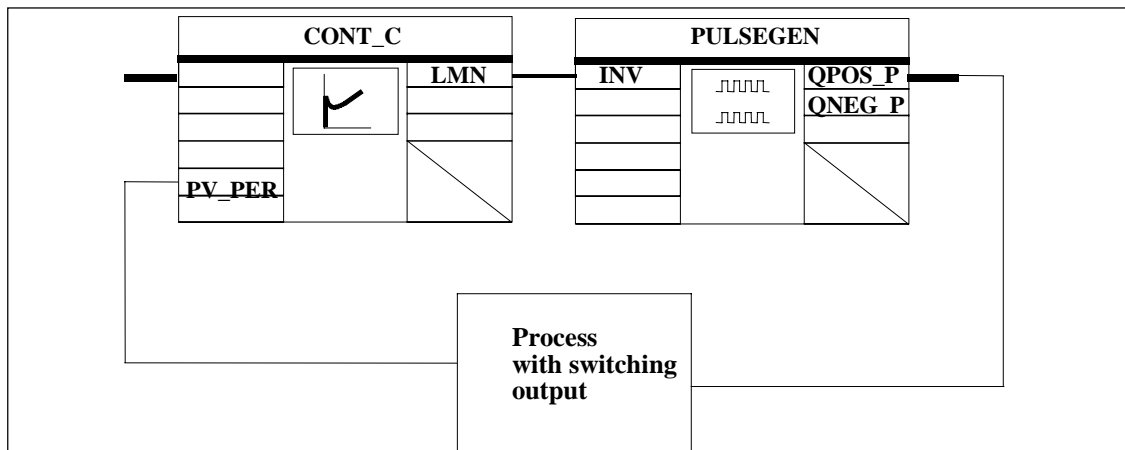 CONT_C
PULSEGEN
LMN
INV
QPOS_P
QNEG_P
PV_PER
Process
with switching
output